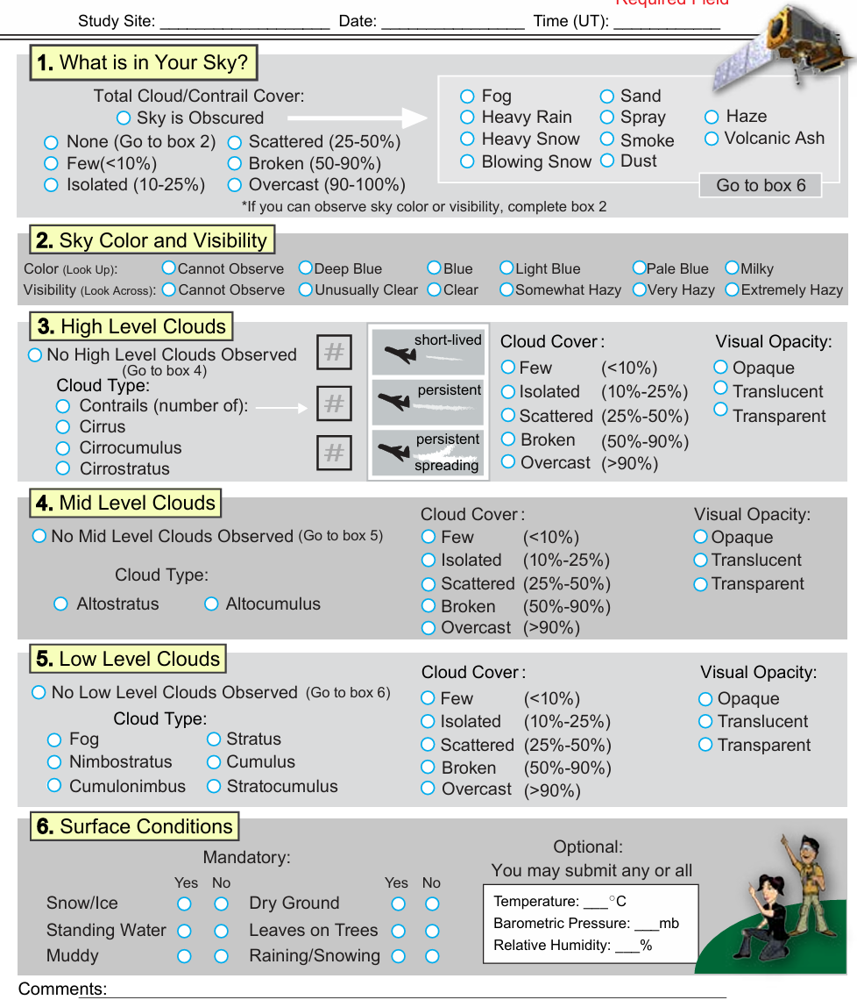 Required Field
Study Site: ____________________ Date: ________________ Time (UT): ____________
1. What is in Your Sky?
Total Cloud/Contrail Cover:
Sky is Obscured
None (Go to box 2) Scattered (25-50%)
Few(<10%) Broken (50-90%)
Isolated (10-25%) Overcast (90-100%)
Fog Sand
Heavy Rain Spray Haze
Heavy Snow Smoke Volcanic Ash
Blowing Snow Dust
Go to box 6
*If you can observe sky color or visibility, complete box 2
2. Sky Color and Visibility
Color (Look Up): Cannot Observe Deep Blue Blue Light Blue Pale Blue Milky
Visibility (Look Across): Cannot Observe Unusually Clear Clear Somewhat Hazy Very Hazy Extremely Hazy
3. High Level Clouds
No High Level Clouds Observed
(Go to box 4)
Cloud Type:
Contrails (number of):
Cirrus
Cirrocumulus
Cirrostratus
# short-lived
# persistent
# persistent
spreading
Cloud Cover :
Few (<10%)
Isolated (10%-25%)
Scattered (25%-50%)
Broken (50%-90%)
Overcast (>90%)
Visual Opacity:
Opaque
Translucent
Transparent
4. Mid Level Clouds
No Mid Level Clouds Observed (Go to box 5)
Cloud Type:
Altostratus Altocumulus
Cloud Cover :
Few (<10%)
Isolated (10%-25%)
Scattered (25%-50%)
Broken (50%-90%)
Overcast (>90%)
Visual Opacity:
Opaque
Translucent
Transparent
5. Low Level Clouds
No Low Level Clouds Observed (Go to box 6)
Cloud Type:
Fog Stratus
Nimbostratus Cumulus
Cumulonimbus Stratocumulus
Cloud Cover :
Few (<10%)
Isolated (10%-25%)
Scattered (25%-50%)
Broken (50%-90%)
Overcast (>90%)
Visual Opacity:
Opaque
Translucent
Transparent
6. Surface Conditions
Mandatory:
Yes No Yes No
Snow/Ice Dry Ground
Standing Water Leaves on Trees
Muddy Raining/Snowing
Optional:
You may submit any or all
Temperature: ___°C
Barometric Pressure: ___mb
Relative Humidity: ___%
Comments: